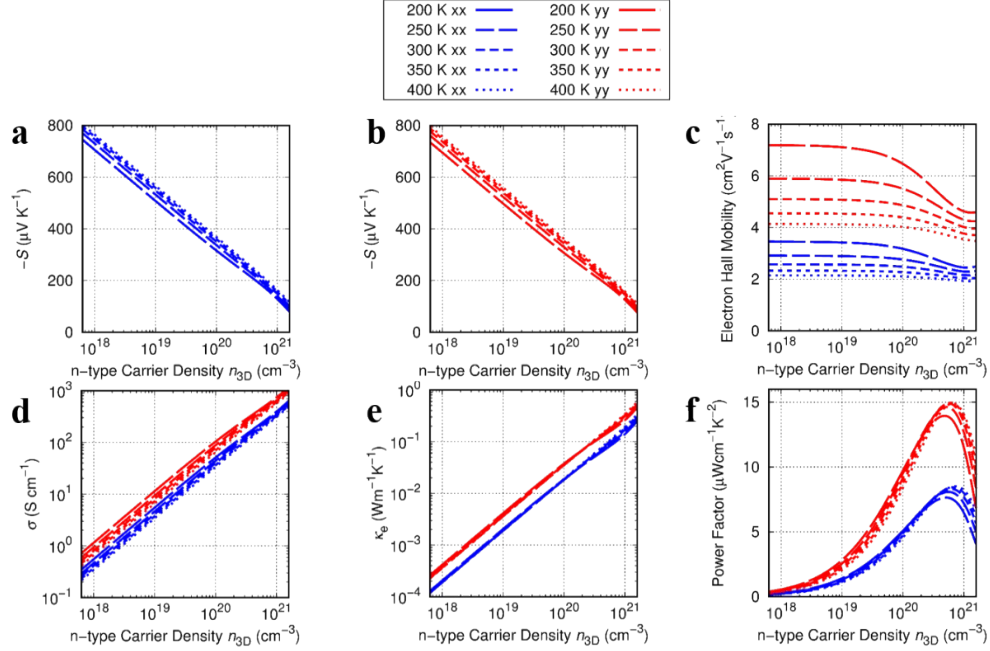 200 K xx 200 K yy
250 K xx 250 K yy
300 K xx 300 K yy
350 K xx 350 K yy
400 K xx 400 K yy
a
−S (μV K⁻¹)
800
600
400
200
0
10¹⁸ 10¹⁹ 10²⁰ 10²¹
n−type Carrier Density n₃D (cm⁻³)
b
−S (μV K⁻¹)
800
600
400
200
0
10¹⁸ 10¹⁹ 10²⁰ 10²¹
n−type Carrier Density n₃D (cm⁻³)
c
Electron Hall Mobility (cm²V⁻¹s⁻¹)
8
6
4
2
0
10¹⁸ 10¹⁹ 10²⁰ 10²¹
n−type Carrier Density n₃D (cm⁻³)
d
σ (S cm⁻¹)
10³
10²
10¹
10⁰
10⁻¹
10¹⁸ 10¹⁹ 10²⁰ 10²¹
n−type Carrier Density n₃D (cm⁻³)
e
κₑ (Wm⁻¹K⁻¹)
10⁰
10⁻¹
10⁻²
10⁻³
10⁻⁴
10¹⁸ 10¹⁹ 10²⁰ 10²¹
n−type Carrier Density n₃D (cm⁻³)
f
Power Factor (μWcm⁻¹K⁻²)
15
10
5
0
10¹⁸ 10¹⁹ 10²⁰ 10²¹
n−type Carrier Density n₃D (cm⁻³)